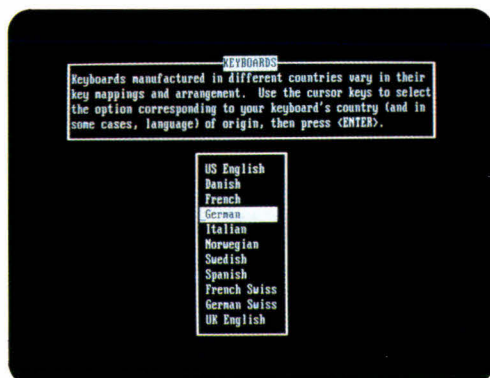 KEYBOARDS
Keyboards manufactured in different countries vary in their
key mappings and arrangement. Use the cursor keys to select
the option corresponding to your keyboard's country (and in
some cases, language) of origin, then press <ENTER>.
US English
Danish
French
German
Italian
Norwegian
Swedish
Spanish
French Swiss
German Swiss
UK English